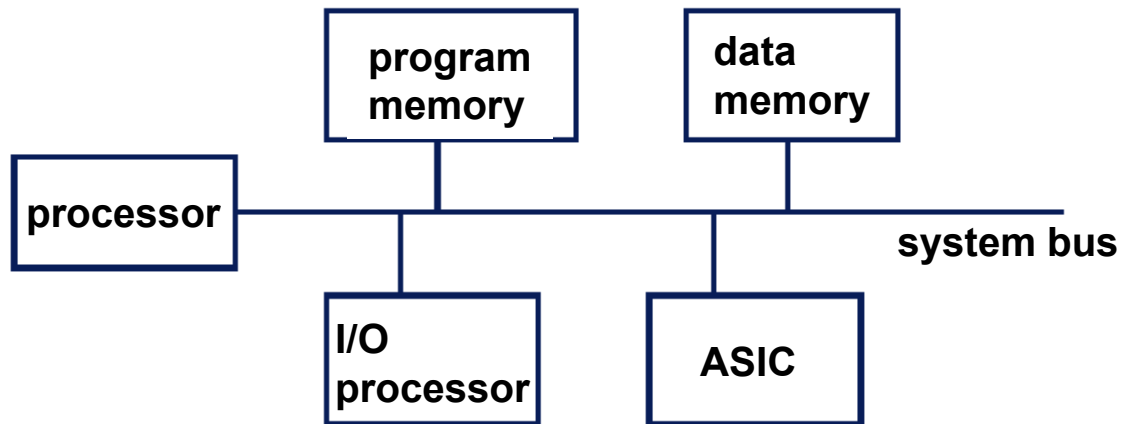 program
memory
data
memory
processor
system bus
I/O
processor
ASIC